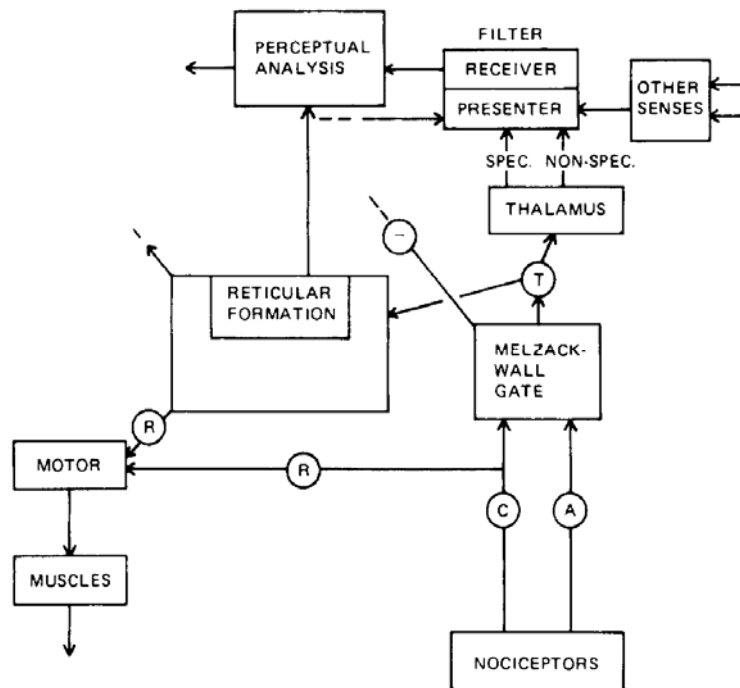 FILTER
PERCEPTUAL
ANALYSIS
RECEIVER
PRESENTER
OTHER
SENSES
SPEC. NON-SPEC.
THALAMUS
–
T
RETICULAR
FORMATION
MELZACK-
WALL
GATE
R
MOTOR
R
C
A
MUSCLES
NOCICEPTORS